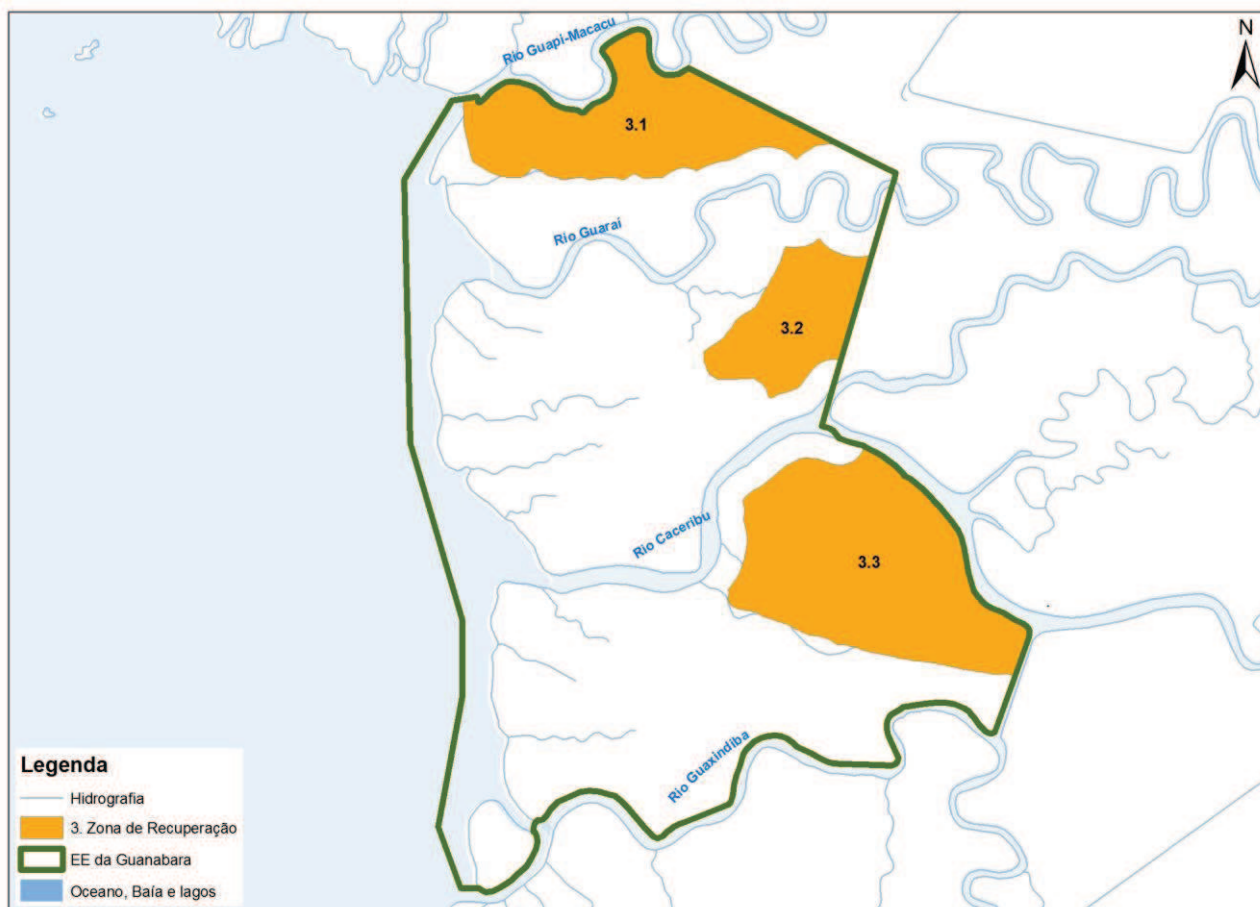 N
Rio Guapi-Macacu
3.1
Rio Guaraí
3.2
Rio Caceribu
3.3
Rio Guaxindiba
Legenda
Hidrografia
3. Zona de Recuperação
EE da Guanabara
Oceano, Baía e lagos